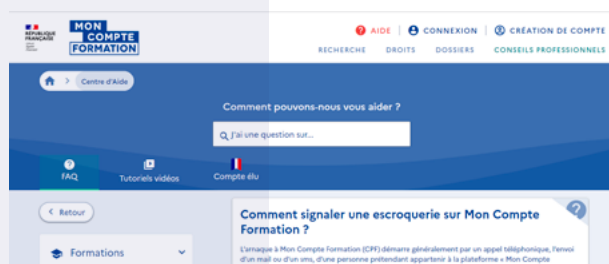 RÉPUBLIQUE
FRANÇAISE
MON
COMPTE
FORMATION
AIDE
CONNEXION
CRÉATION DE COMPTE
RECHERCHE
DROITS
DOSSIERS
CONSEILS PROFESSIONNELS
> Centre d'Aide
Comment pouvons-nous vous aider ?
J'ai une question sur...
FAQ
Tutoriels vidéos
Compte élu
< Retour
Formations
Comment signaler une escroquerie sur Mon Compte
Formation ?
L'arnaque à Mon Compte Formation (CPF) démarre généralement par un appel téléphonique, l'envoi
d'un mail ou d'un sms, d'une personne prétendant appartenir à la plateforme « Mon Compte